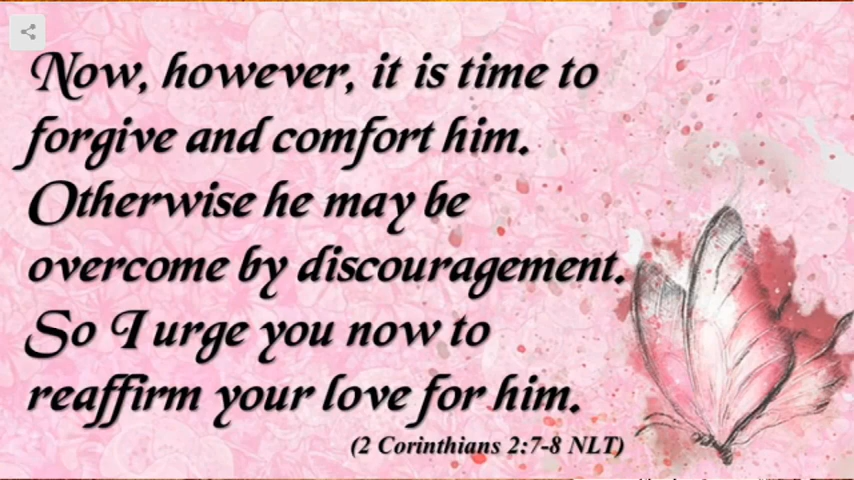 Now, however, it is time to
forgive and comfort him.
Otherwise he may be
overcome by discouragement.
So I urge you now to
reaffirm your love for him.
(2 Corinthians 2:7-8 NLT)